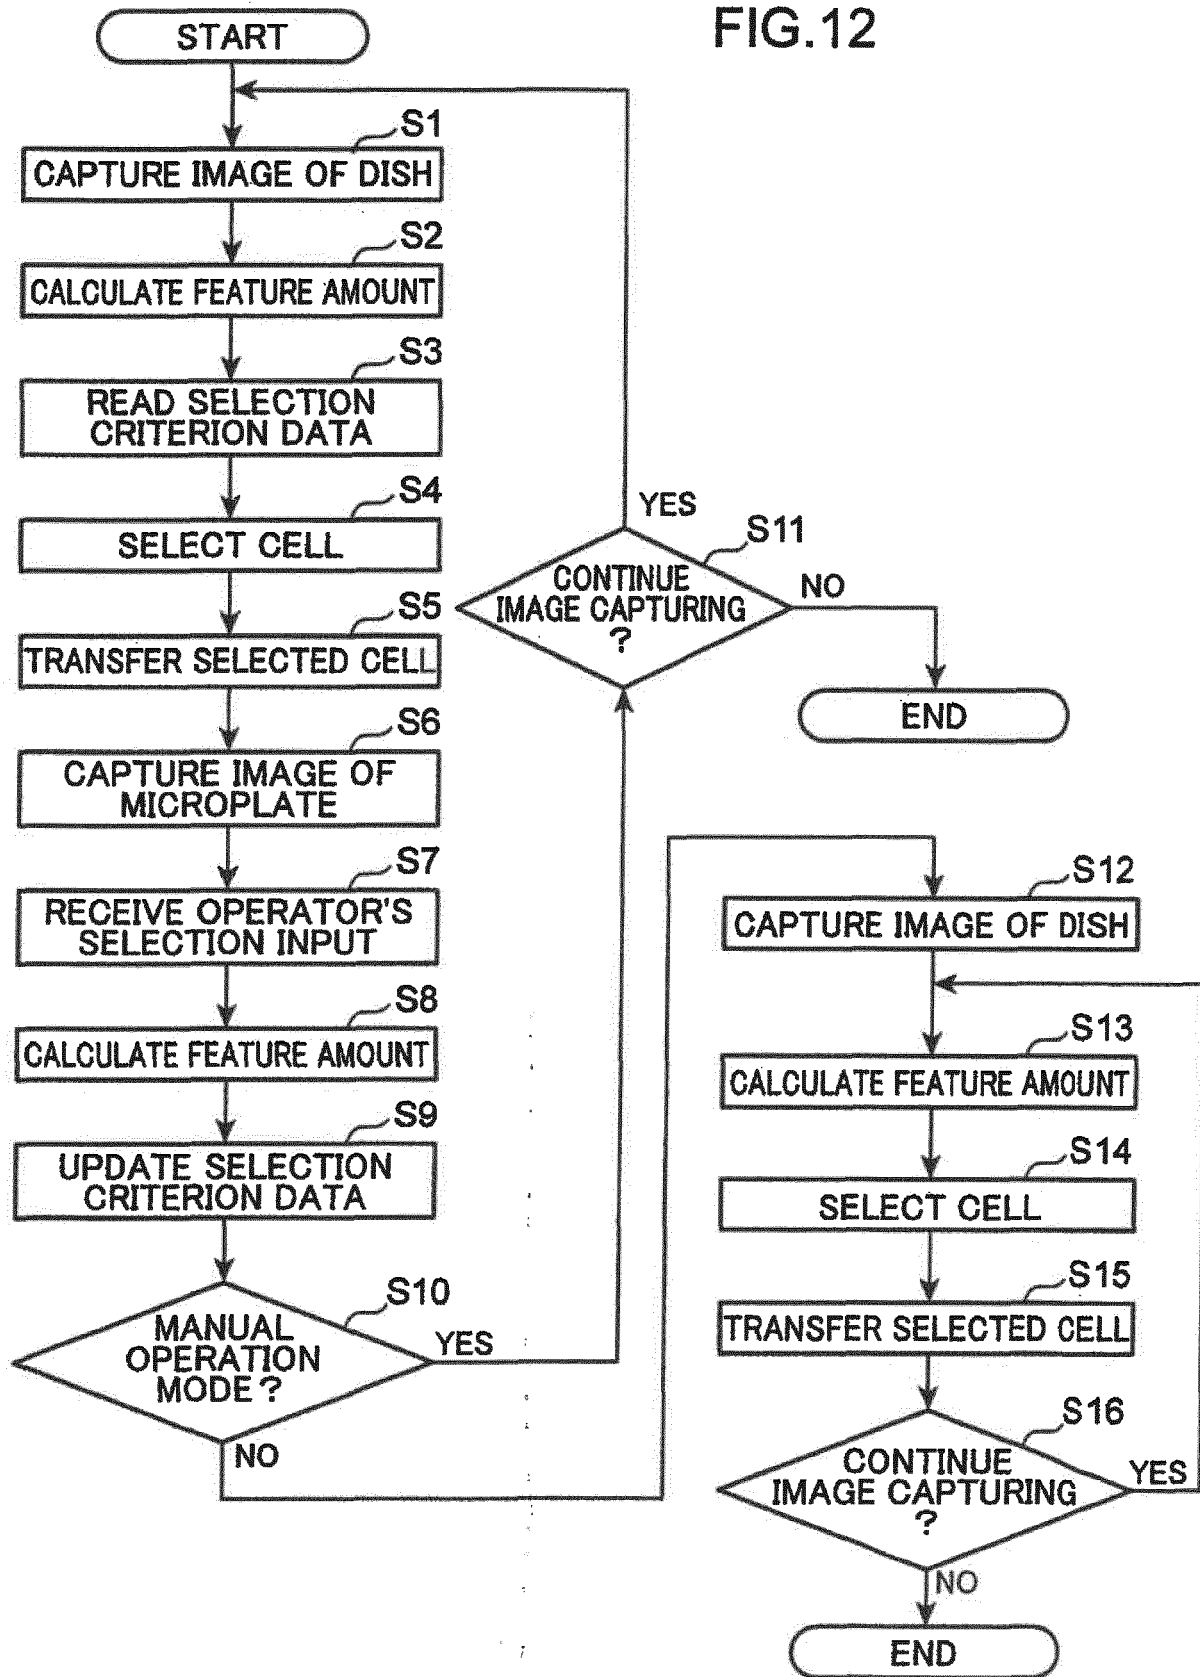 FIG.12
START
S1
CAPTURE IMAGE OF DISH
S2
CALCULATE FEATURE AMOUNT
S3
READ SELECTION
CRITERION DATA
S4
SELECT CELL
S5
TRANSFER SELECTED CELL
S6
CAPTURE IMAGE OF
MICROPLATE
S7
RECEIVE OPERATOR'S
SELECTION INPUT
S8
CALCULATE FEATURE AMOUNT
S9
UPDATE SELECTION
CRITERION DATA
S10
MANUAL
OPERATION
MODE?
YES
NO
YES
S11
CONTINUE
IMAGE CAPTURING
?
NO
END
S12
CAPTURE IMAGE OF DISH
S13
CALCULATE FEATURE AMOUNT
S14
SELECT CELL
S15
TRANSFER SELECTED CELL
S16
CONTINUE
IMAGE CAPTURING
?
YES
NO
END